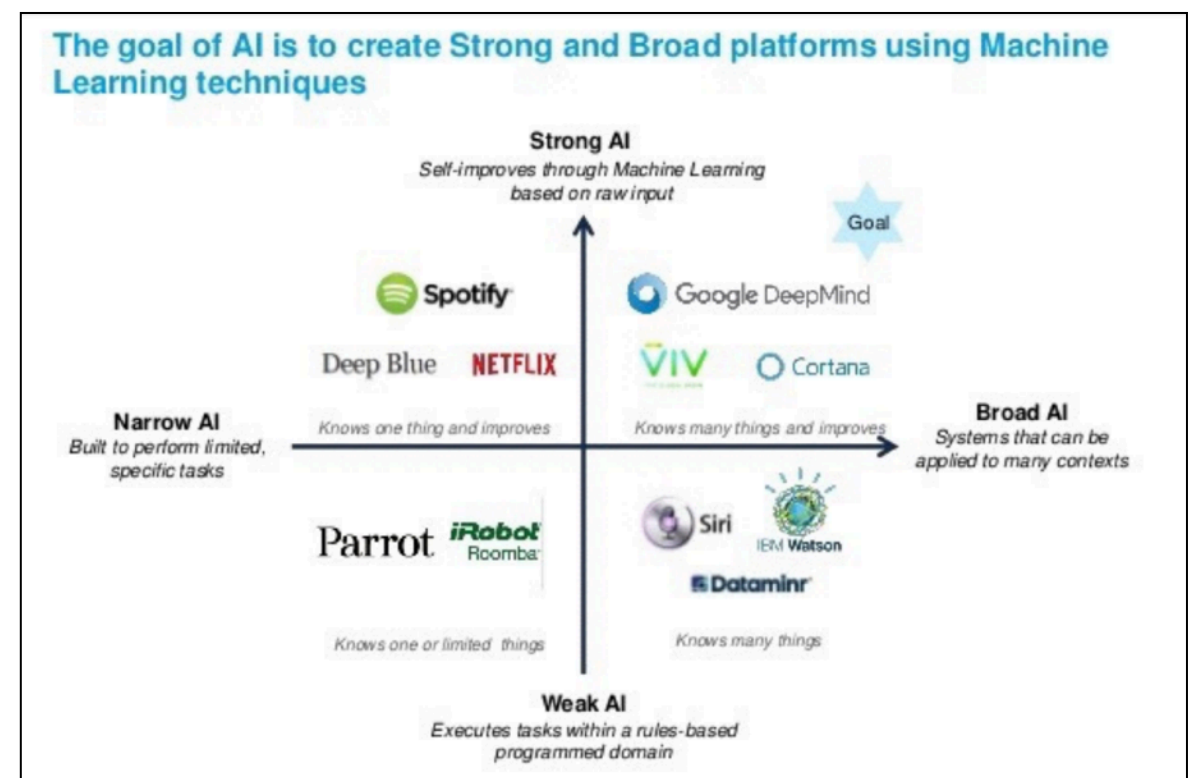 The goal of AI is to create Strong and Broad platforms using Machine
Learning techniques
Strong AI
Self-improves through Machine Learning
based on raw input
Goal
Spotify
Google DeepMind
Deep Blue
NETFLIX
VIV
Cortana
Narrow AI
Built to perform limited,
specific tasks
Knows one thing and improves
Knows many things and improves
Broad AI
Systems that can be
applied to many contexts
Parrot
iRobot
Roomba
Siri
IBM Watson
Dataminr
Knows one or limited things
Knows many things
Weak AI
Executes tasks within a rules-based
programmed domain